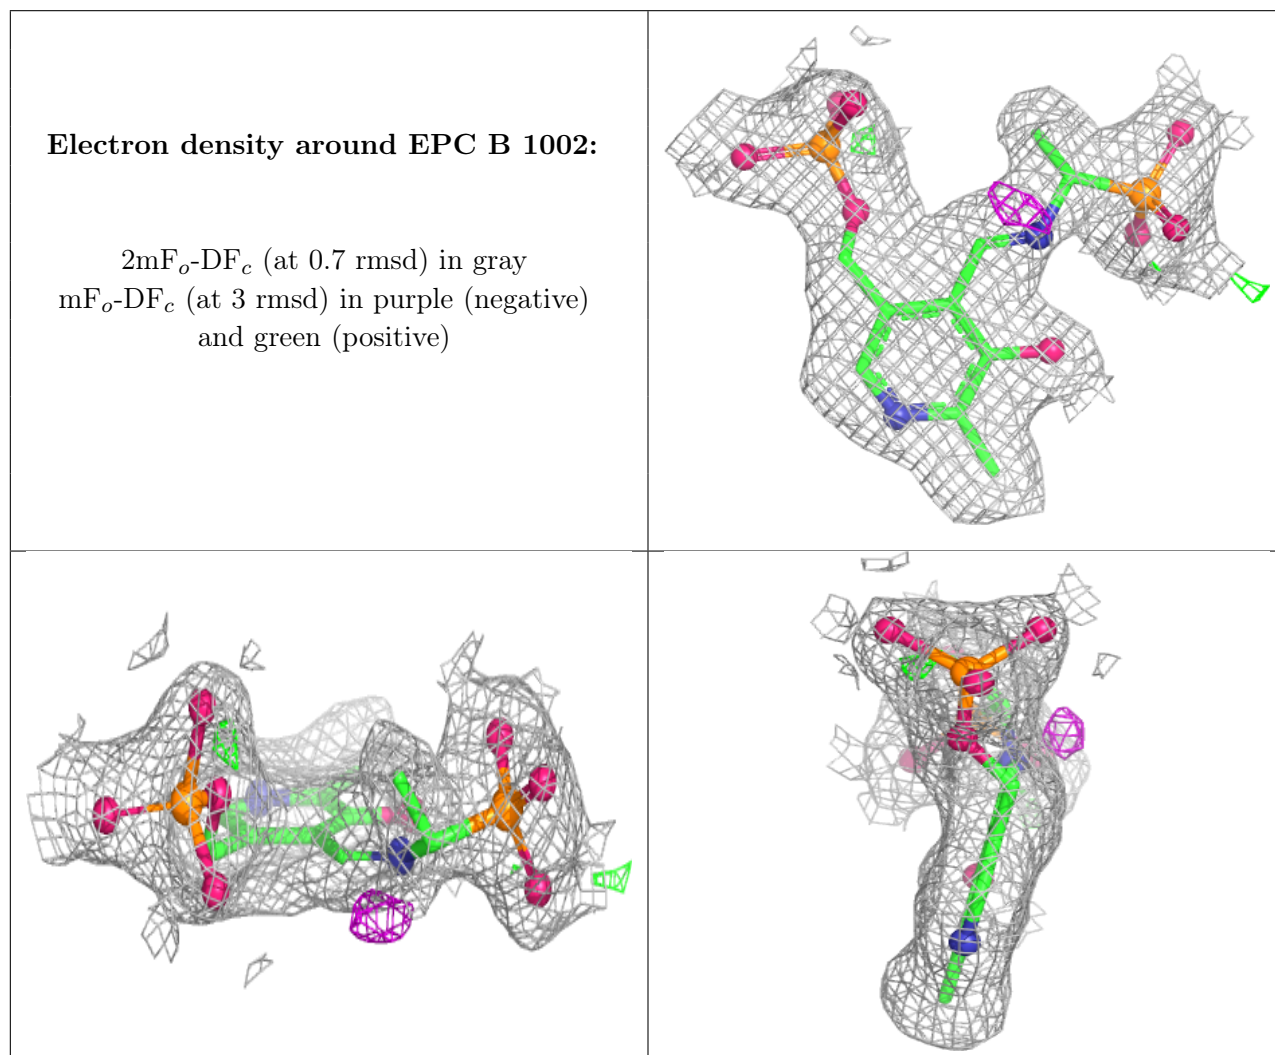 Electron density around EPC B 1002:
2mFo-DFc (at 0.7 rmsd) in gray
mFo-DFc (at 3 rmsd) in purple (negative)
and green (positive)